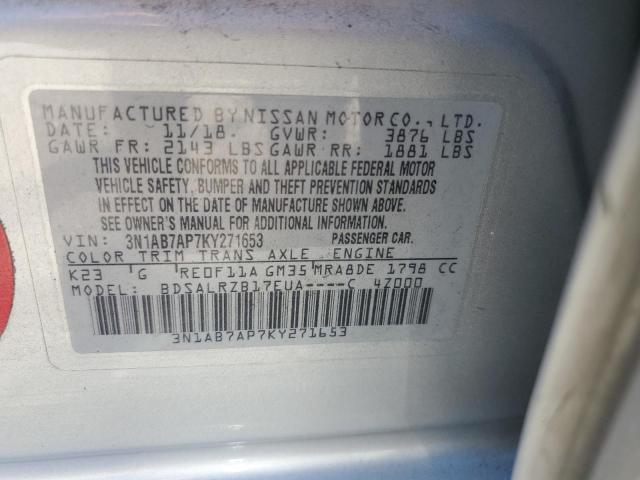 MANUFACTURED BY NISSAN MOTOR CO., LTD.
DATE: 11/18. GVWR: 3876 LBS
GAWR FR: 2143 LBS GAWR RR: 1881 LBS
THIS VEHICLE CONFORMS TO ALL APPLICABLE FEDERAL MOTOR
VEHICLE SAFETY, BUMPER AND THEFT PREVENTION STANDARDS
IN EFFECT ON THE DATE OF MANUFACTURE SHOWN ABOVE.
SEE OWNER'S MANUAL FOR ADDITIONAL INFORMATION.
VIN: 3N1AB7AP7KY271653 PASSENGER CAR.
COLOR TRIM TRANS AXLE ENGINE
K23 G RE0F11A GM35 MRA8DE 1798 CC
MODEL: BDSALRZB17EUA----C 4Z000
3N1AB7AP7KY271653